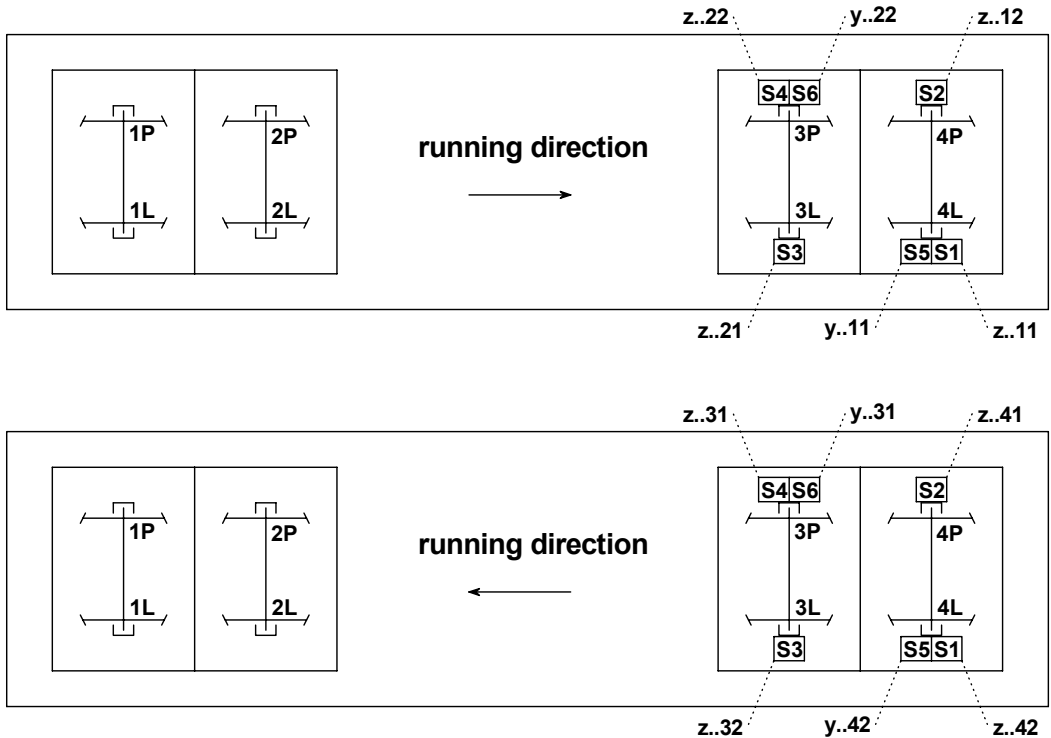 z..22 y..22 z..12
S4 S6 S2
1P 2P 3P 4P
running direction
1L 2L 3L 4L
S3 S5 S1
z..21 y..11 z..11
z..31 y..31 z..41
S4 S6 S2
1P 2P 3P 4P
running direction
1L 2L 3L 4L
S3 S5 S1
z..32 y..42 z..42